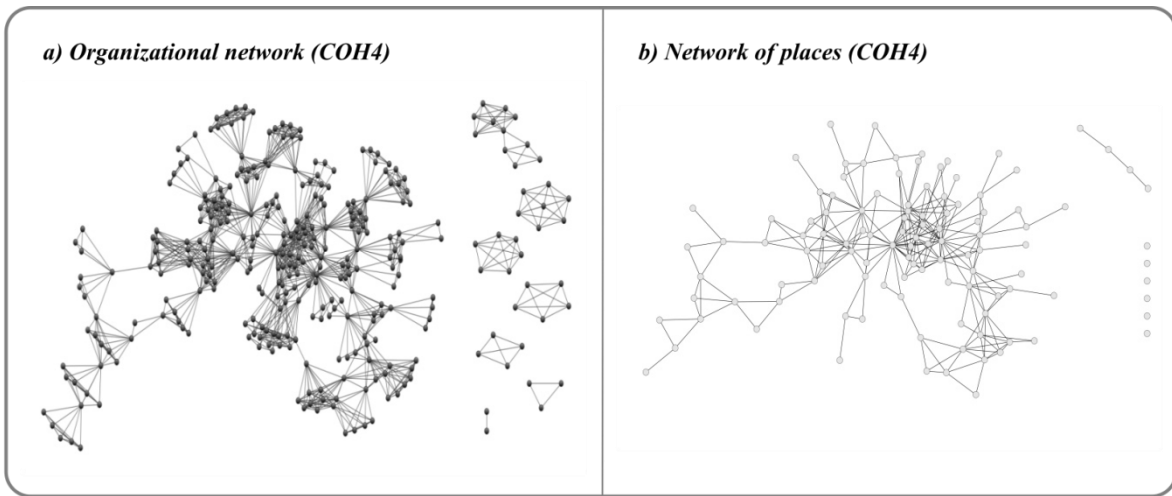 a) Organizational network (COH4)
b) Network of places (COH4)